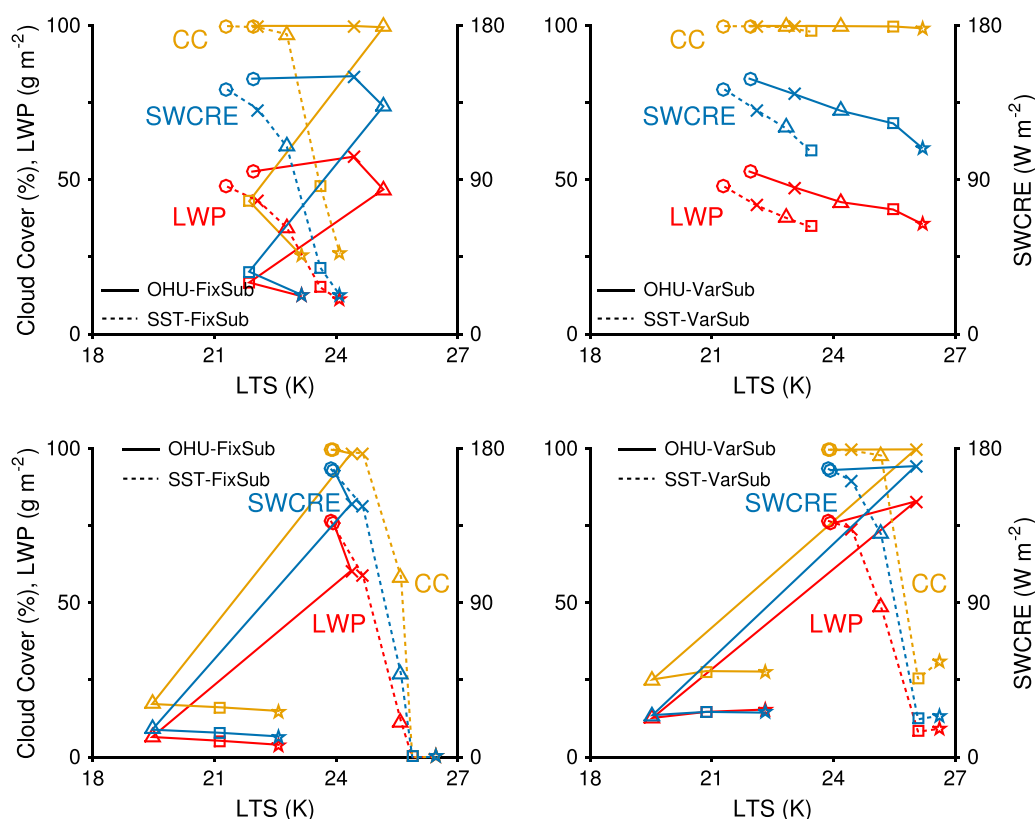 100
50
0
Cloud Cover (%), LWP (g m⁻²)
CC
SWCRE
LWP
OHU-FixSub
SST-FixSub
180
90
0
18 21 24 27
LTS (K)
100
50
0
CC
SWCRE
LWP
OHU-VarSub
SST-VarSub
180
90
0
SWCRE (W m⁻²)
18 21 24 27
LTS (K)
100
50
0
Cloud Cover (%), LWP (g m⁻²)
OHU-FixSub
SST-FixSub
SWCRE
CC
LWP
180
90
0
18 21 24 27
LTS (K)
100
50
0
OHU-VarSub
SST-VarSub
SWCRE
CC
LWP
180
90
0
SWCRE (W m⁻²)
18 21 24 27
LTS (K)